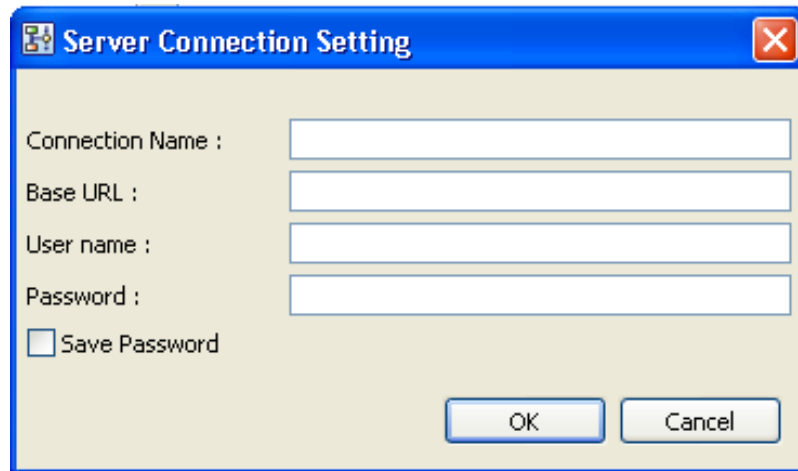 Server Connection Setting
Connection Name :
Base URL :
User name :
Password :
Save Password
OK Cancel